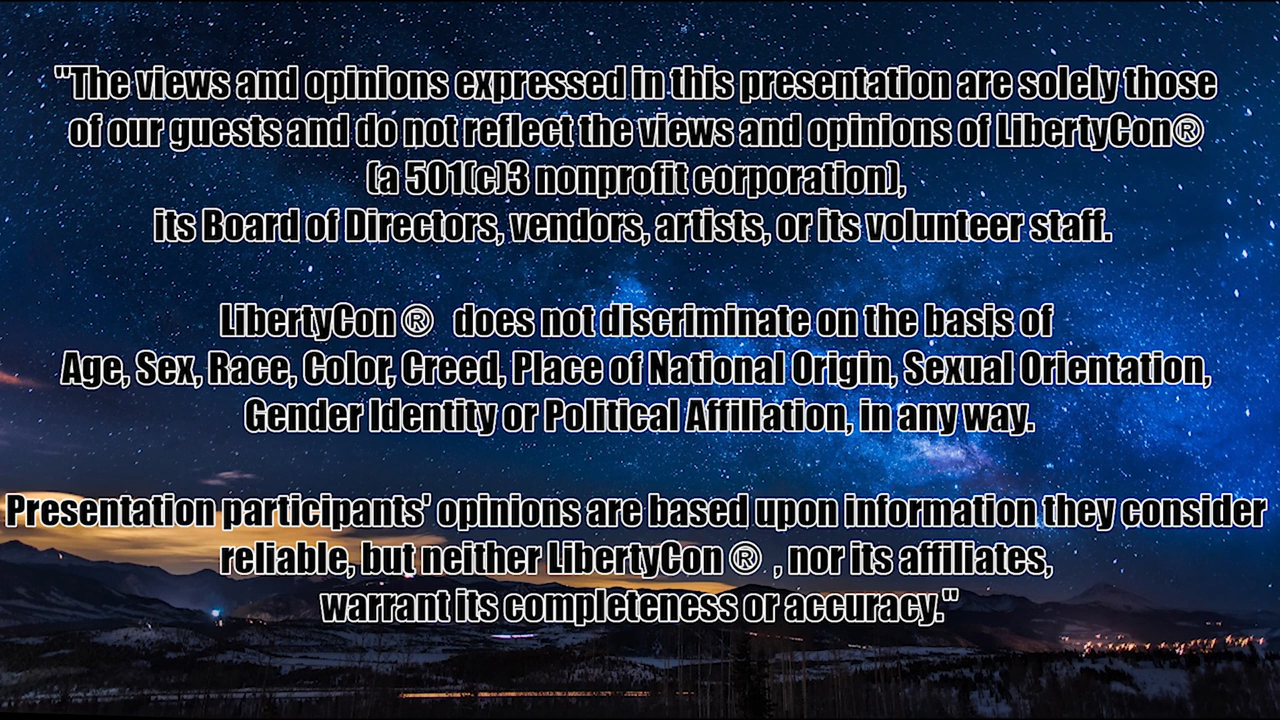 "The views and opinions expressed in this presentation are solely those
of our guests and do not reflect the views and opinions of LibertyCon®
(a 501(c)3 nonprofit corporation),
its Board of Directors, vendors, artists, or its volunteer staff.
LibertyCon ® does not discriminate on the basis of
Age, Sex, Race, Color, Creed, Place of National Origin, Sexual Orientation,
Gender Identity or Political Affiliation, in any way.
Presentation participants' opinions are based upon information they consider
reliable, but neither LibertyCon ® , nor its affiliates,
warrant its completeness or accuracy."